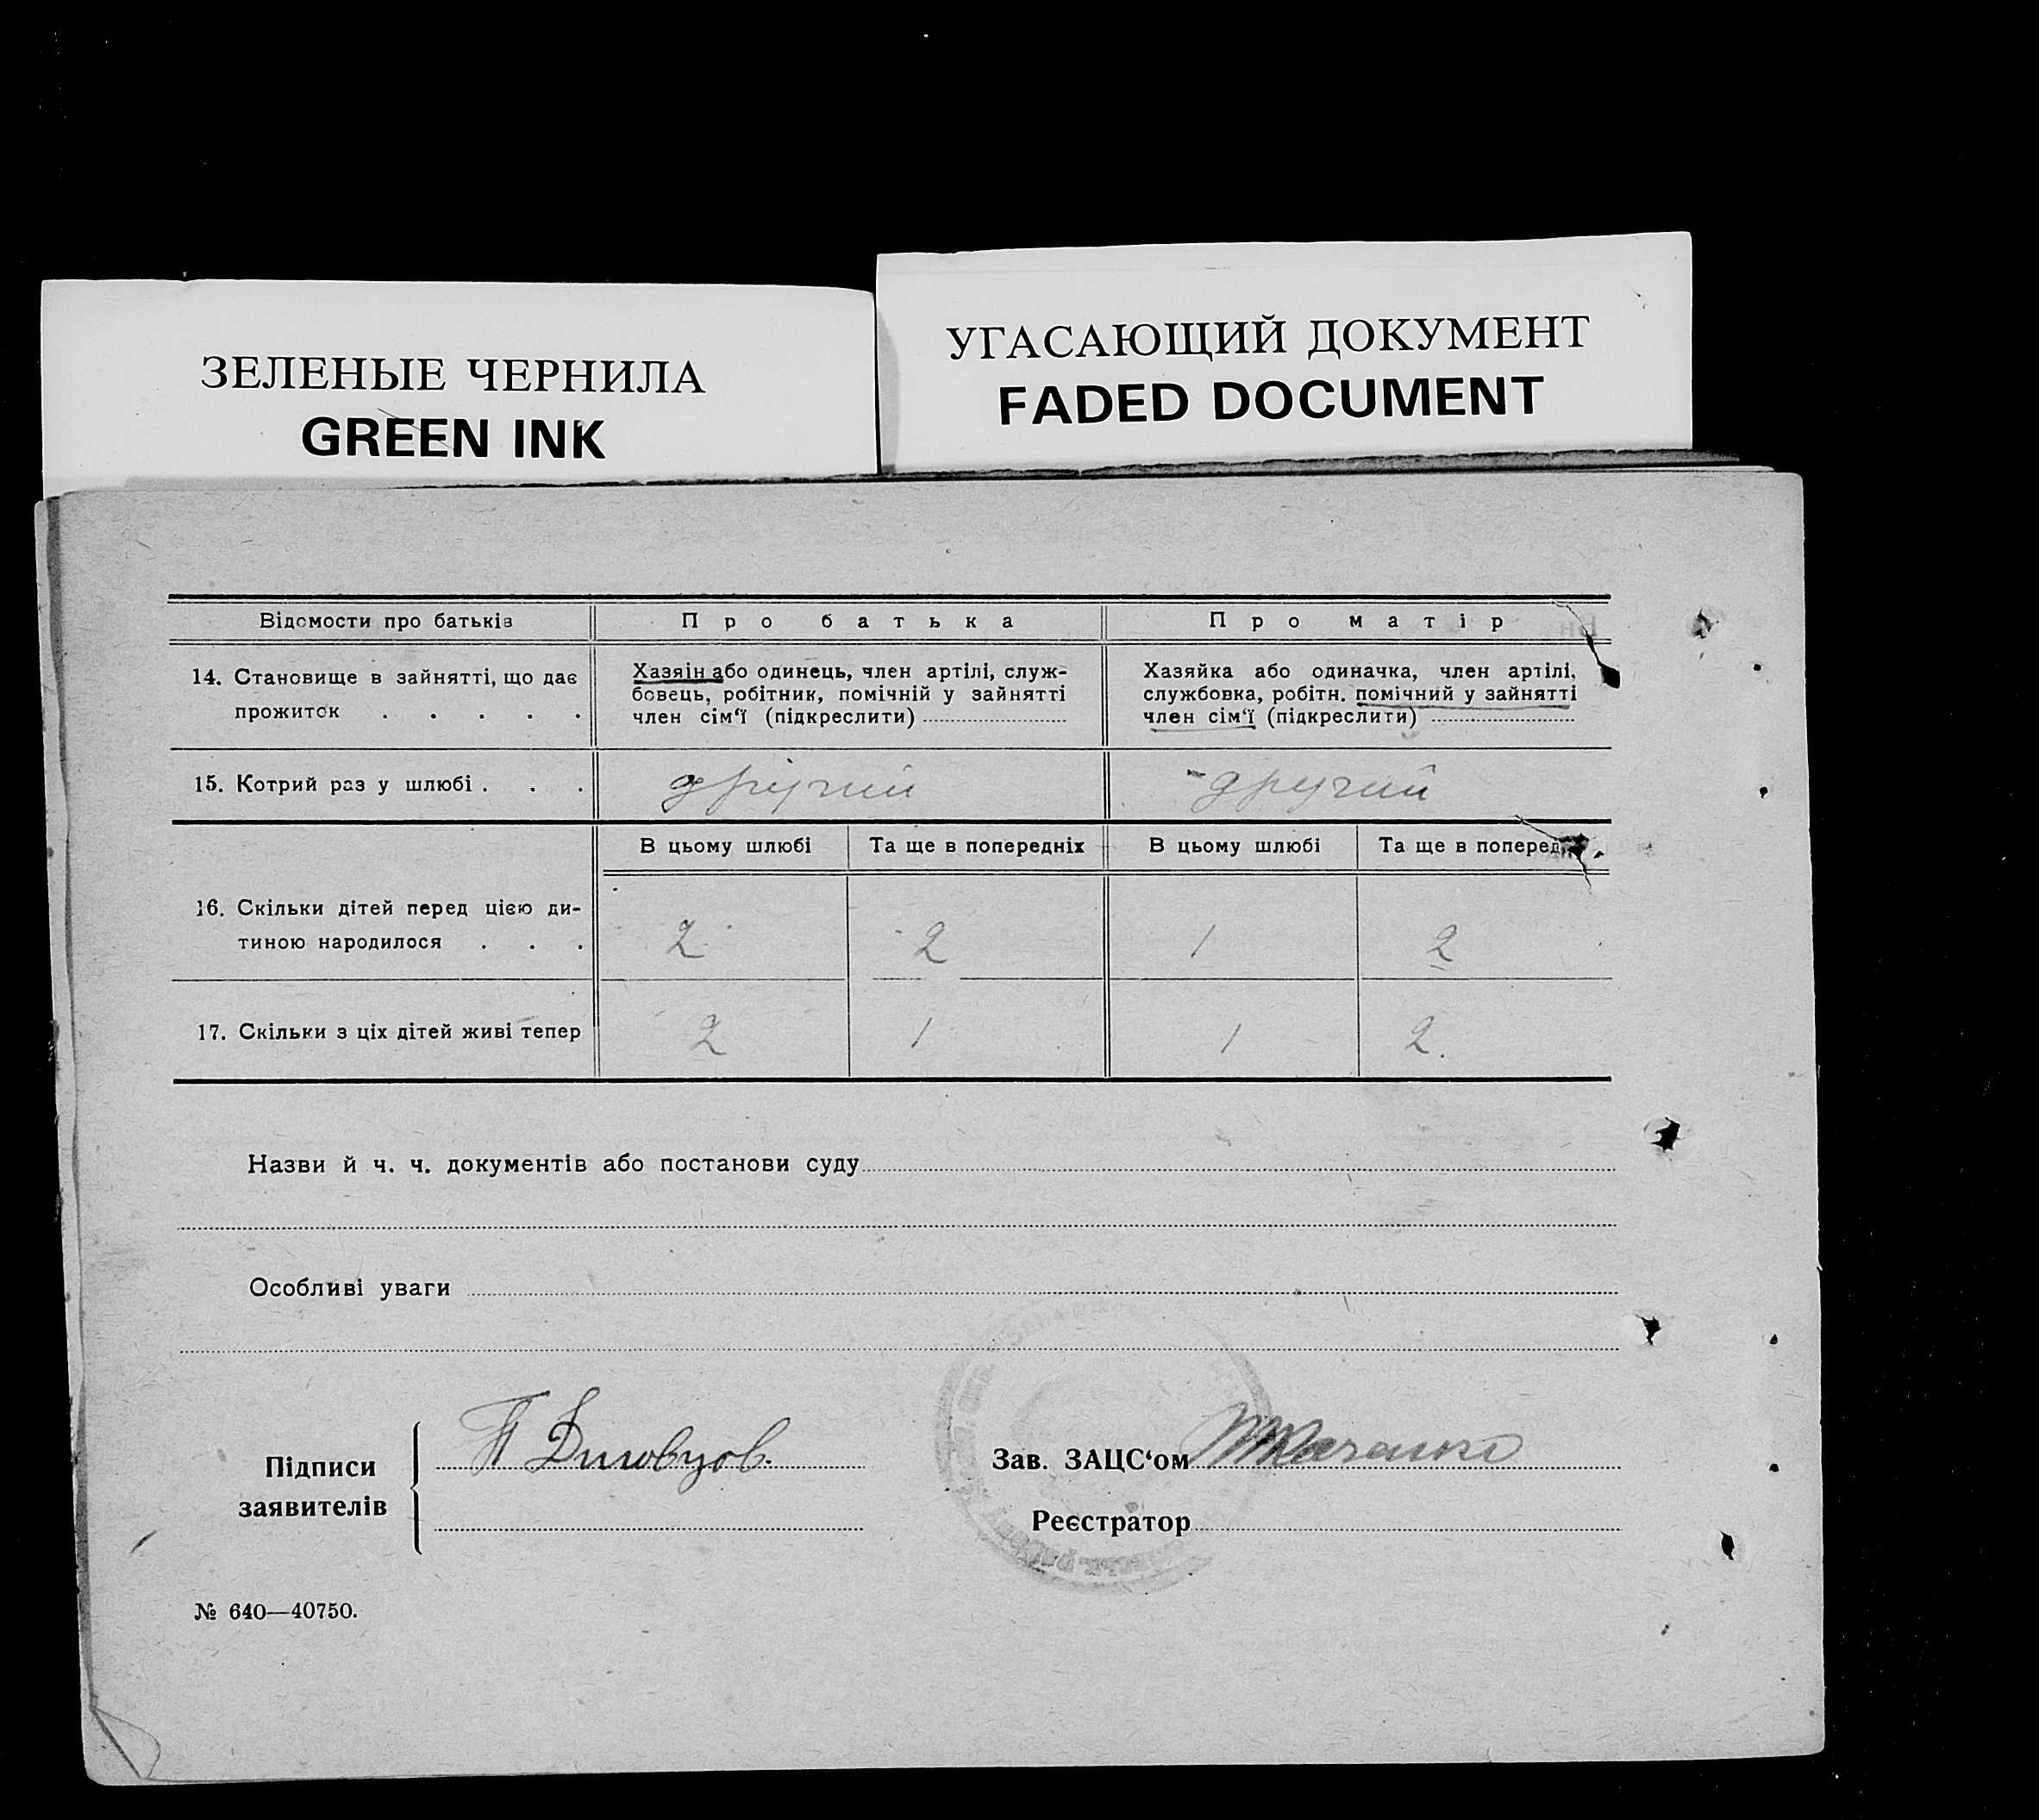 ЗЕЛЕНЫЕ ЧЕРНИЛА
GREEN INK
УГАСАЮЩИЙ ДОКУМЕНТ
FADED DOCUMENT
Відомости про батьків
Про батька
Про матір
14. Становище в зайнятті, що дає
прожиток . . . . .
Хазяін або одинець, член артілі, служ-
бовець, робітник, помічній у зайнятті
член сім‘ї (підкреслити)
Хазяйка або одиначка, член артілі,
службовка, робітн. помічний у зайнятті
член сім‘ї (підкреслити)
15. Котрий раз у шлюбі . . .
другий
другий
В цьому шлюбі
Та ще в попередніх
В цьому шлюбі
Та ще в поперед
16. Скільки дітей перед цією ди-
тиною народилося . . .
2
2
1
2
17. Скільки з ціх дітей живі тепер
2
1
1
2.
Назви й ч. ч. документів або постанови суду
Особливі уваги
Підписи
заявителів
Зав. ЗАЦС‘ом
Реєстратор
№ 640—40750.